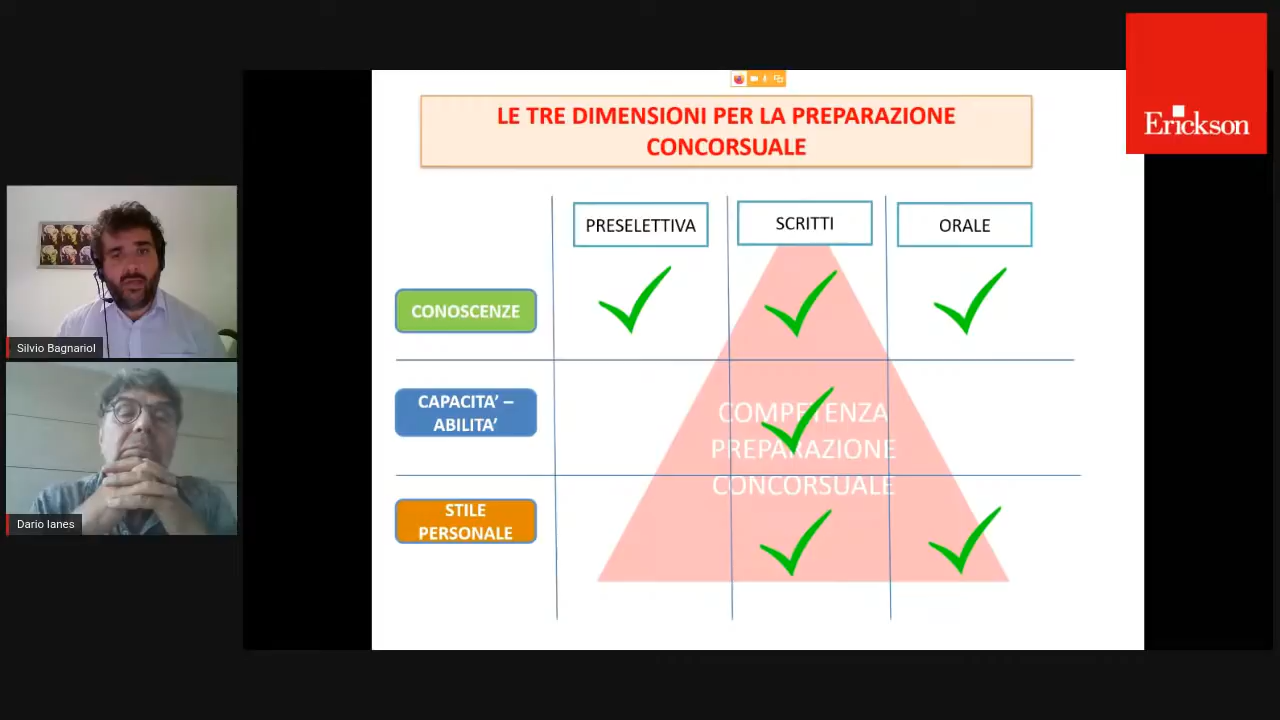 LE TRE DIMENSIONI PER LA PREPARAZIONE
CONCORSUALE
Erickson
PRESELETTIVA
SCRITTI
ORALE
CONOSCENZE
CAPACITA’ –
ABILITA’
COMPETENZA
PREPARAZIONE
CONCORSUALE
STILE
PERSONALE
Silvio Bagnariol
Dario Ianes